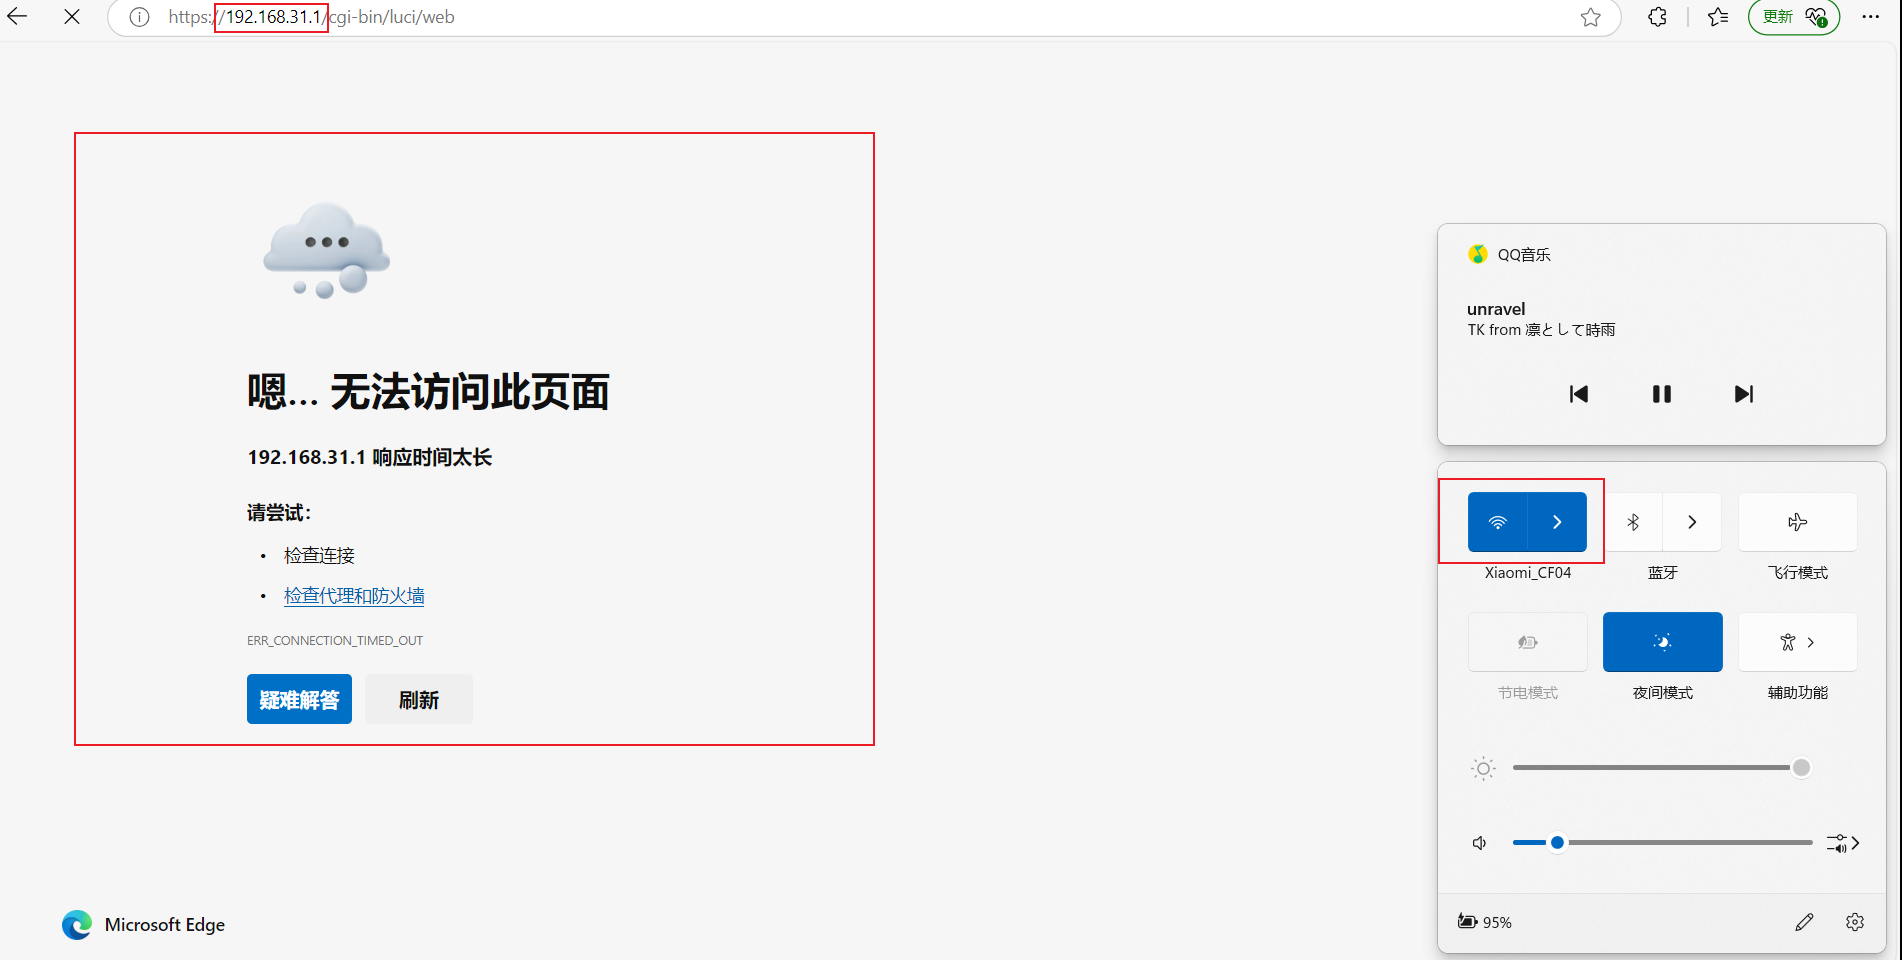 https://192.168.31.1/cgi-bin/luci/web
更新
嗯… 无法访问此页面
192.168.31.1 响应时间太长
请尝试：
• 检查连接
• 检查代理和防火墙
ERR_CONNECTION_TIMED_OUT
疑难解答
刷新
Microsoft Edge
QQ音乐
unravel
TK from 凛として時雨
Xiaomi_CF04
蓝牙
飞行模式
节电模式
夜间模式
辅助功能
95%